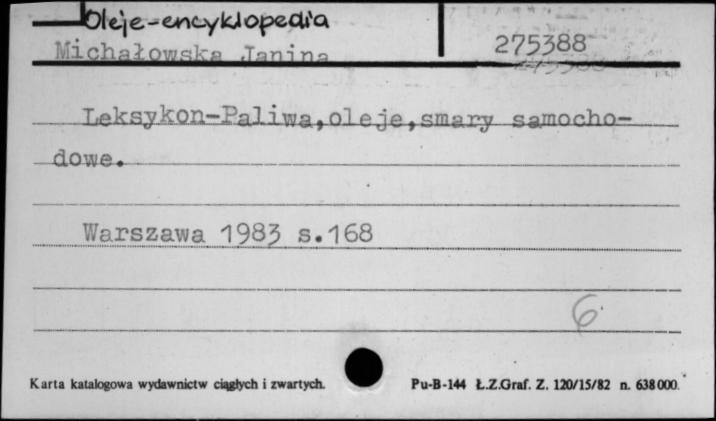 Oleje-encyklopedia
Michałowska Janina
275388
Leksykon-Paliwa,oleje,smary samocho-
dowe.
Warszawa 1983 s.168
6
Karta katalogowa wydawnictw ciągłych i zwartych.
Pu-B-144 Ł.Z.Graf. Z. 120/15/82 n. 638000.